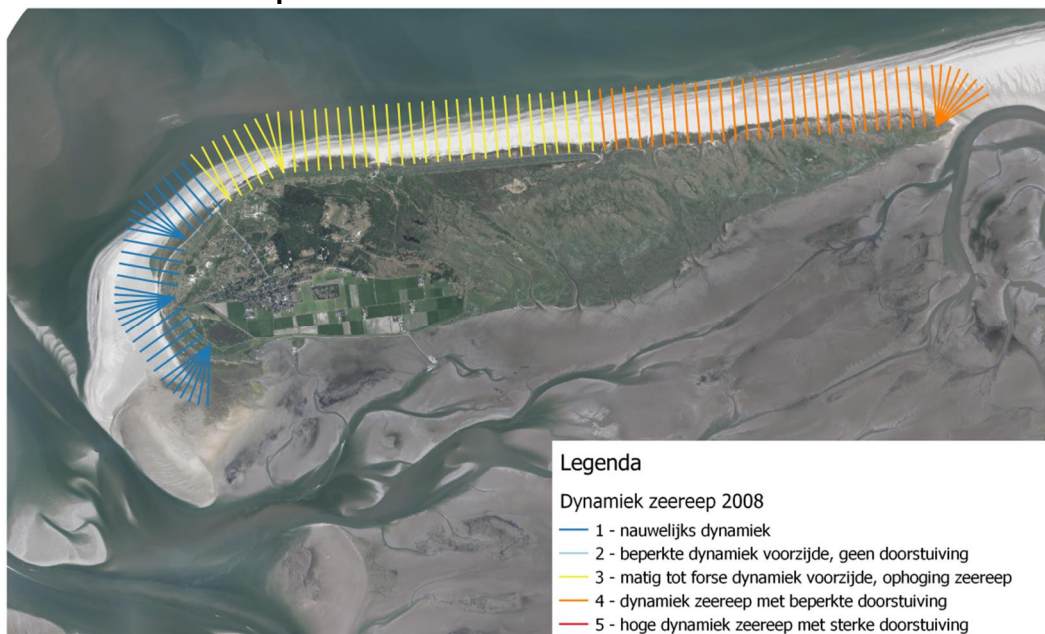 Legenda
Dynamiek zeereep 2008
1 - nauwelijks dynamiek
2 - beperkte dynamiek voorzijde, geen doorstuiving
3 - matig tot forse dynamiek voorzijde, ophoging zeereep
4 - dynamiek zeereep met beperkte doorstuiving
5 - hoge dynamiek zeereep met sterke doorstuiving